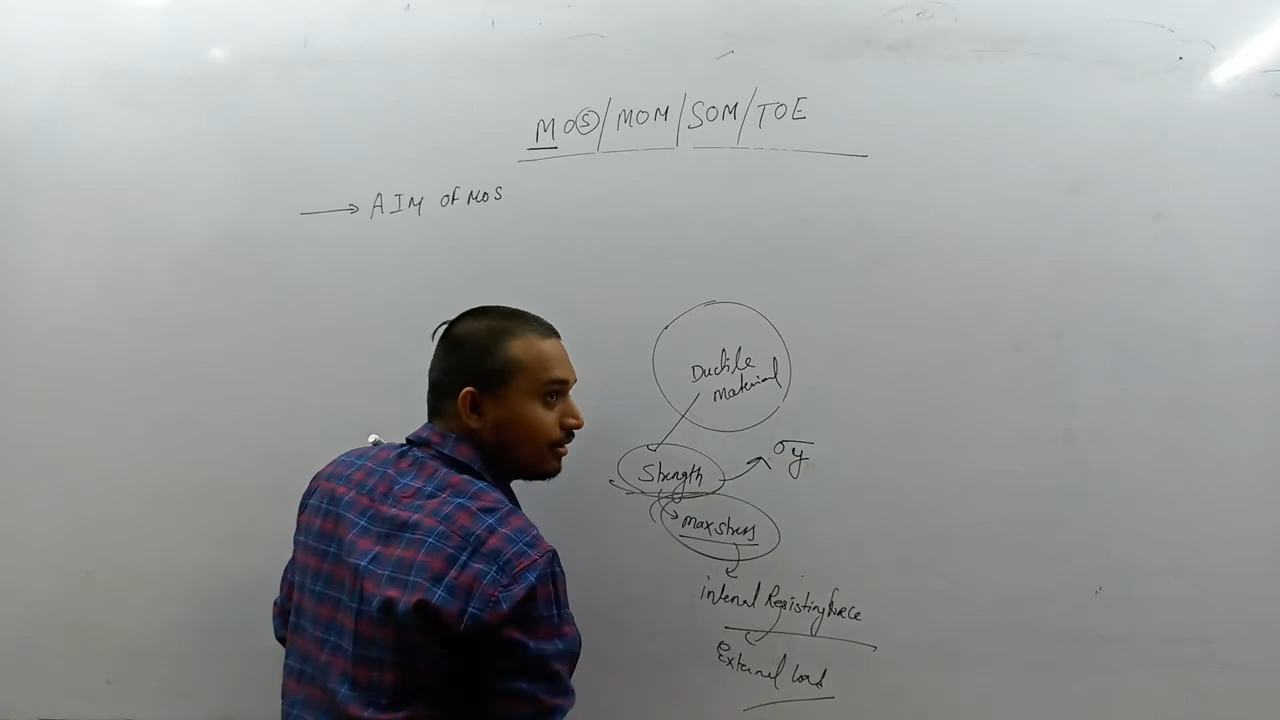 MOS/MOM/SOM/TOE
→ AIM OF MOS
Ductile
Material
Strength
σy
max stress
internal Resisting force
External load